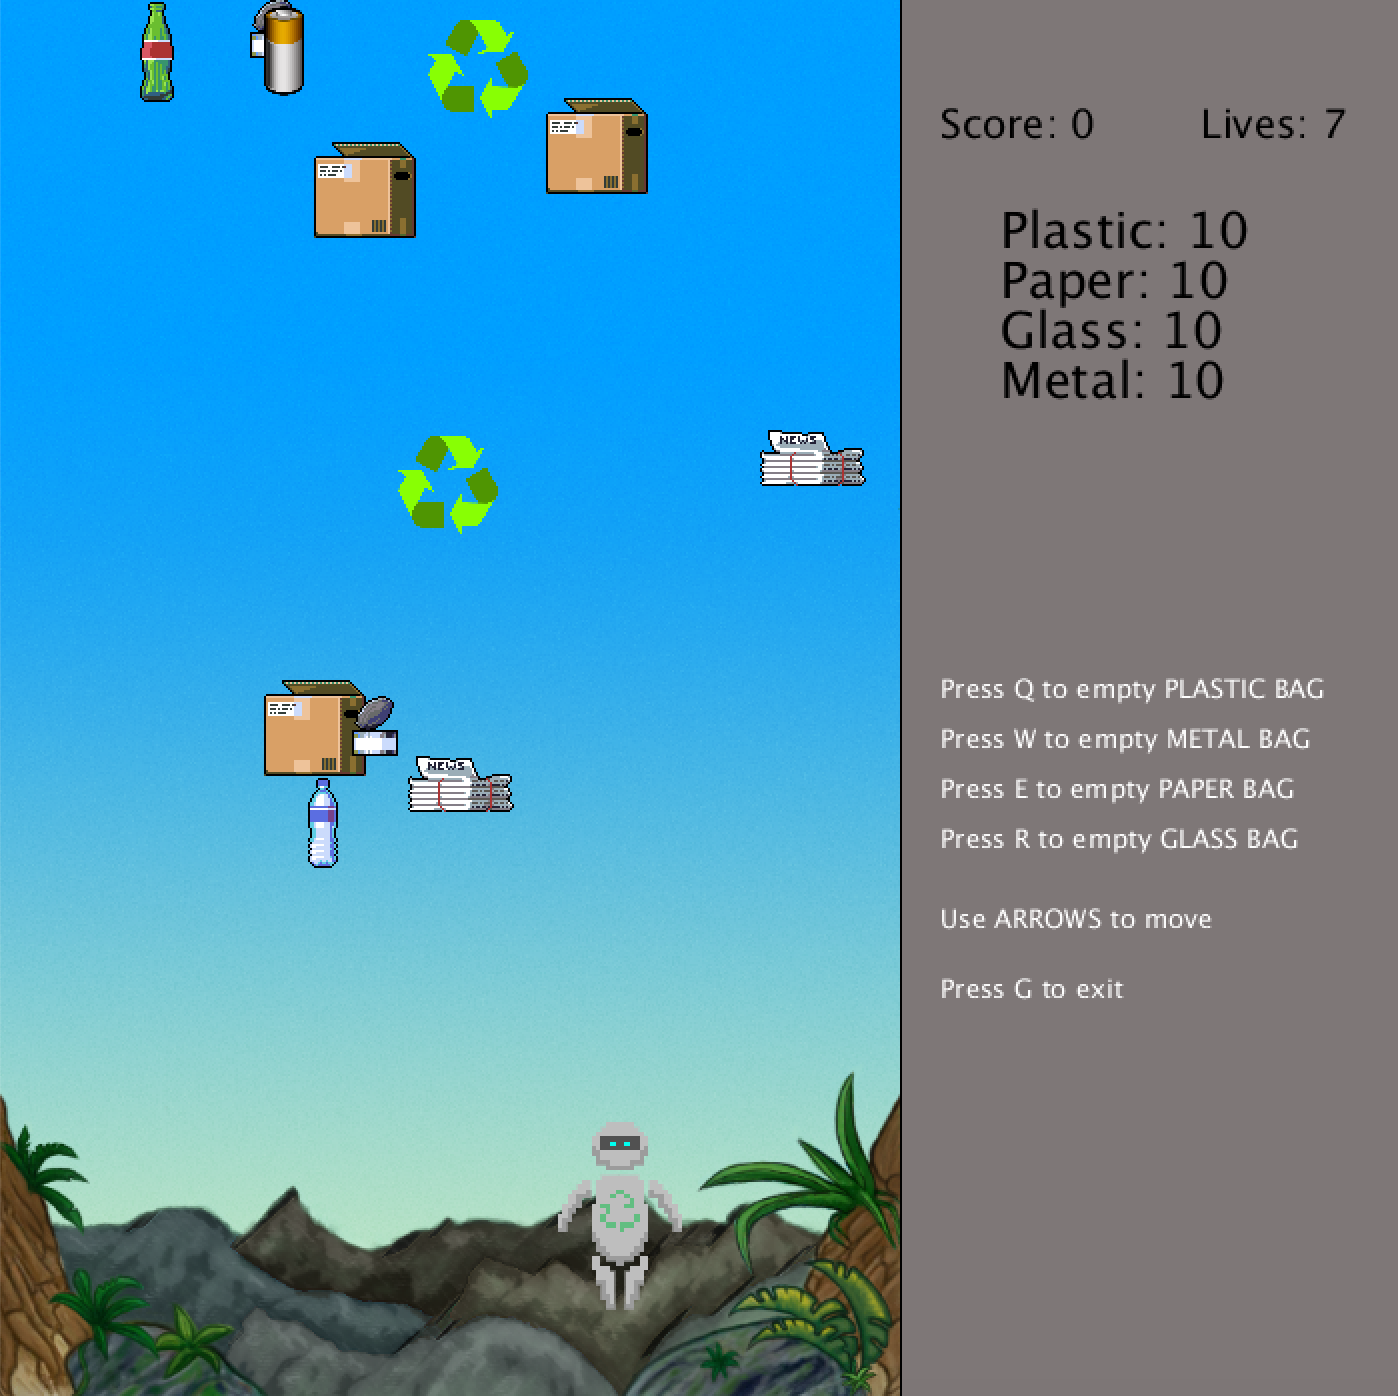 Score: 0 Lives: 7
Plastic: 10
Paper: 10
Glass: 10
Metal: 10
NEWS
NEWS
Press Q to empty PLASTIC BAG
Press W to empty METAL BAG
Press E to empty PAPER BAG
Press R to empty GLASS BAG
Use ARROWS to move
Press G to exit